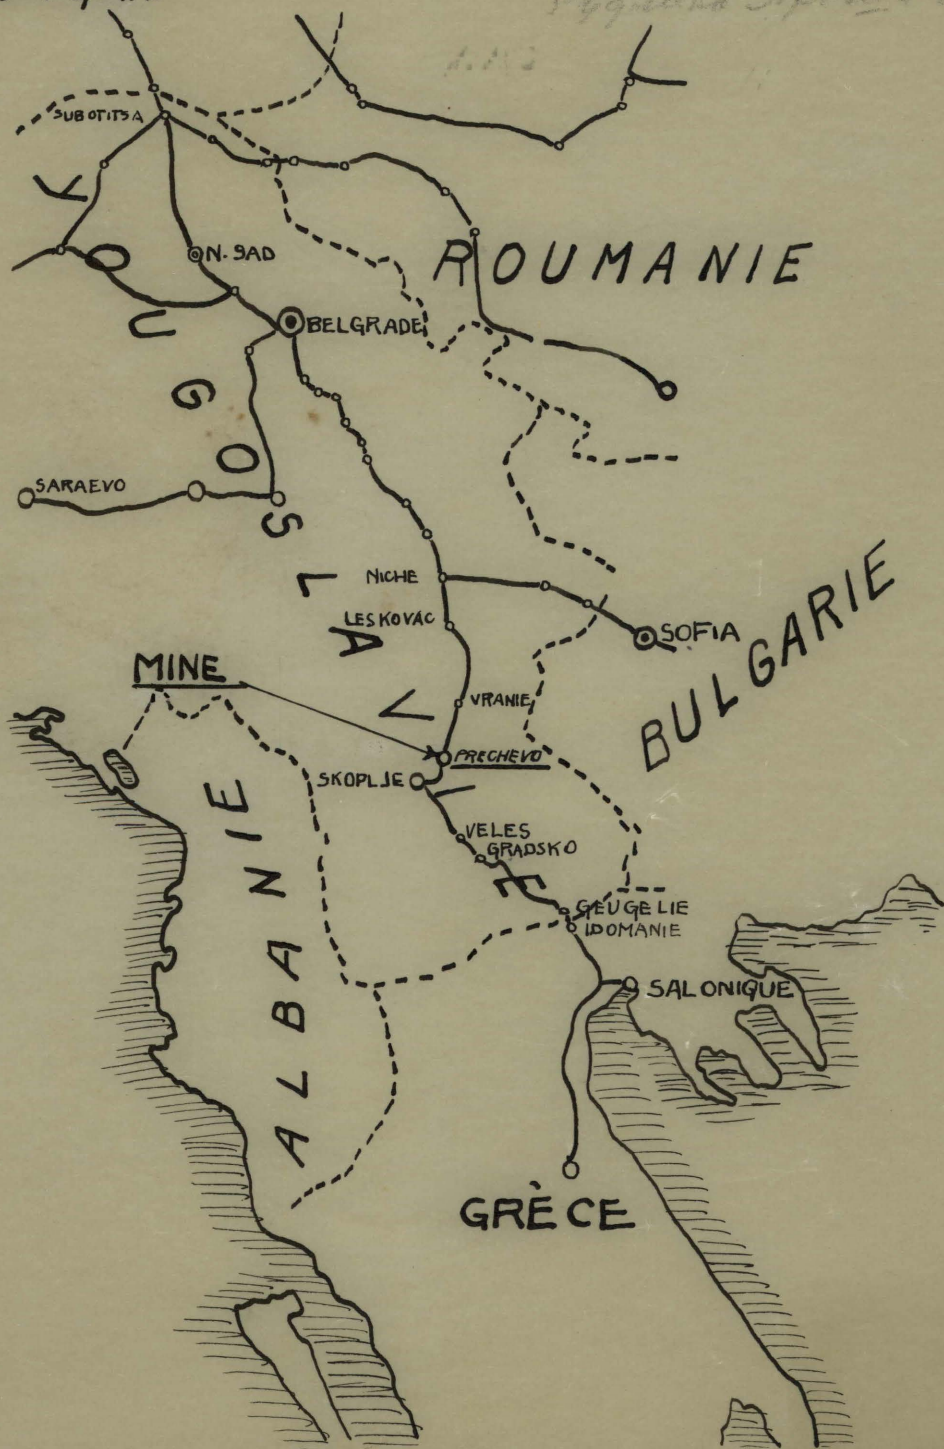 SUBOTITSA
N. SAD
ROUMANIE
BELGRADE
YOUGOSLAVIE
SARAEVO
NICHE
LESKOVAC
SOFIA
BULGARIE
MINE
VRANIE
PRECHEVO
SKOPLJE
ALBANIE
VELES
GRADSKO
GEUGELIE
IDOMANIE
SALONIQUE
GRÈCE